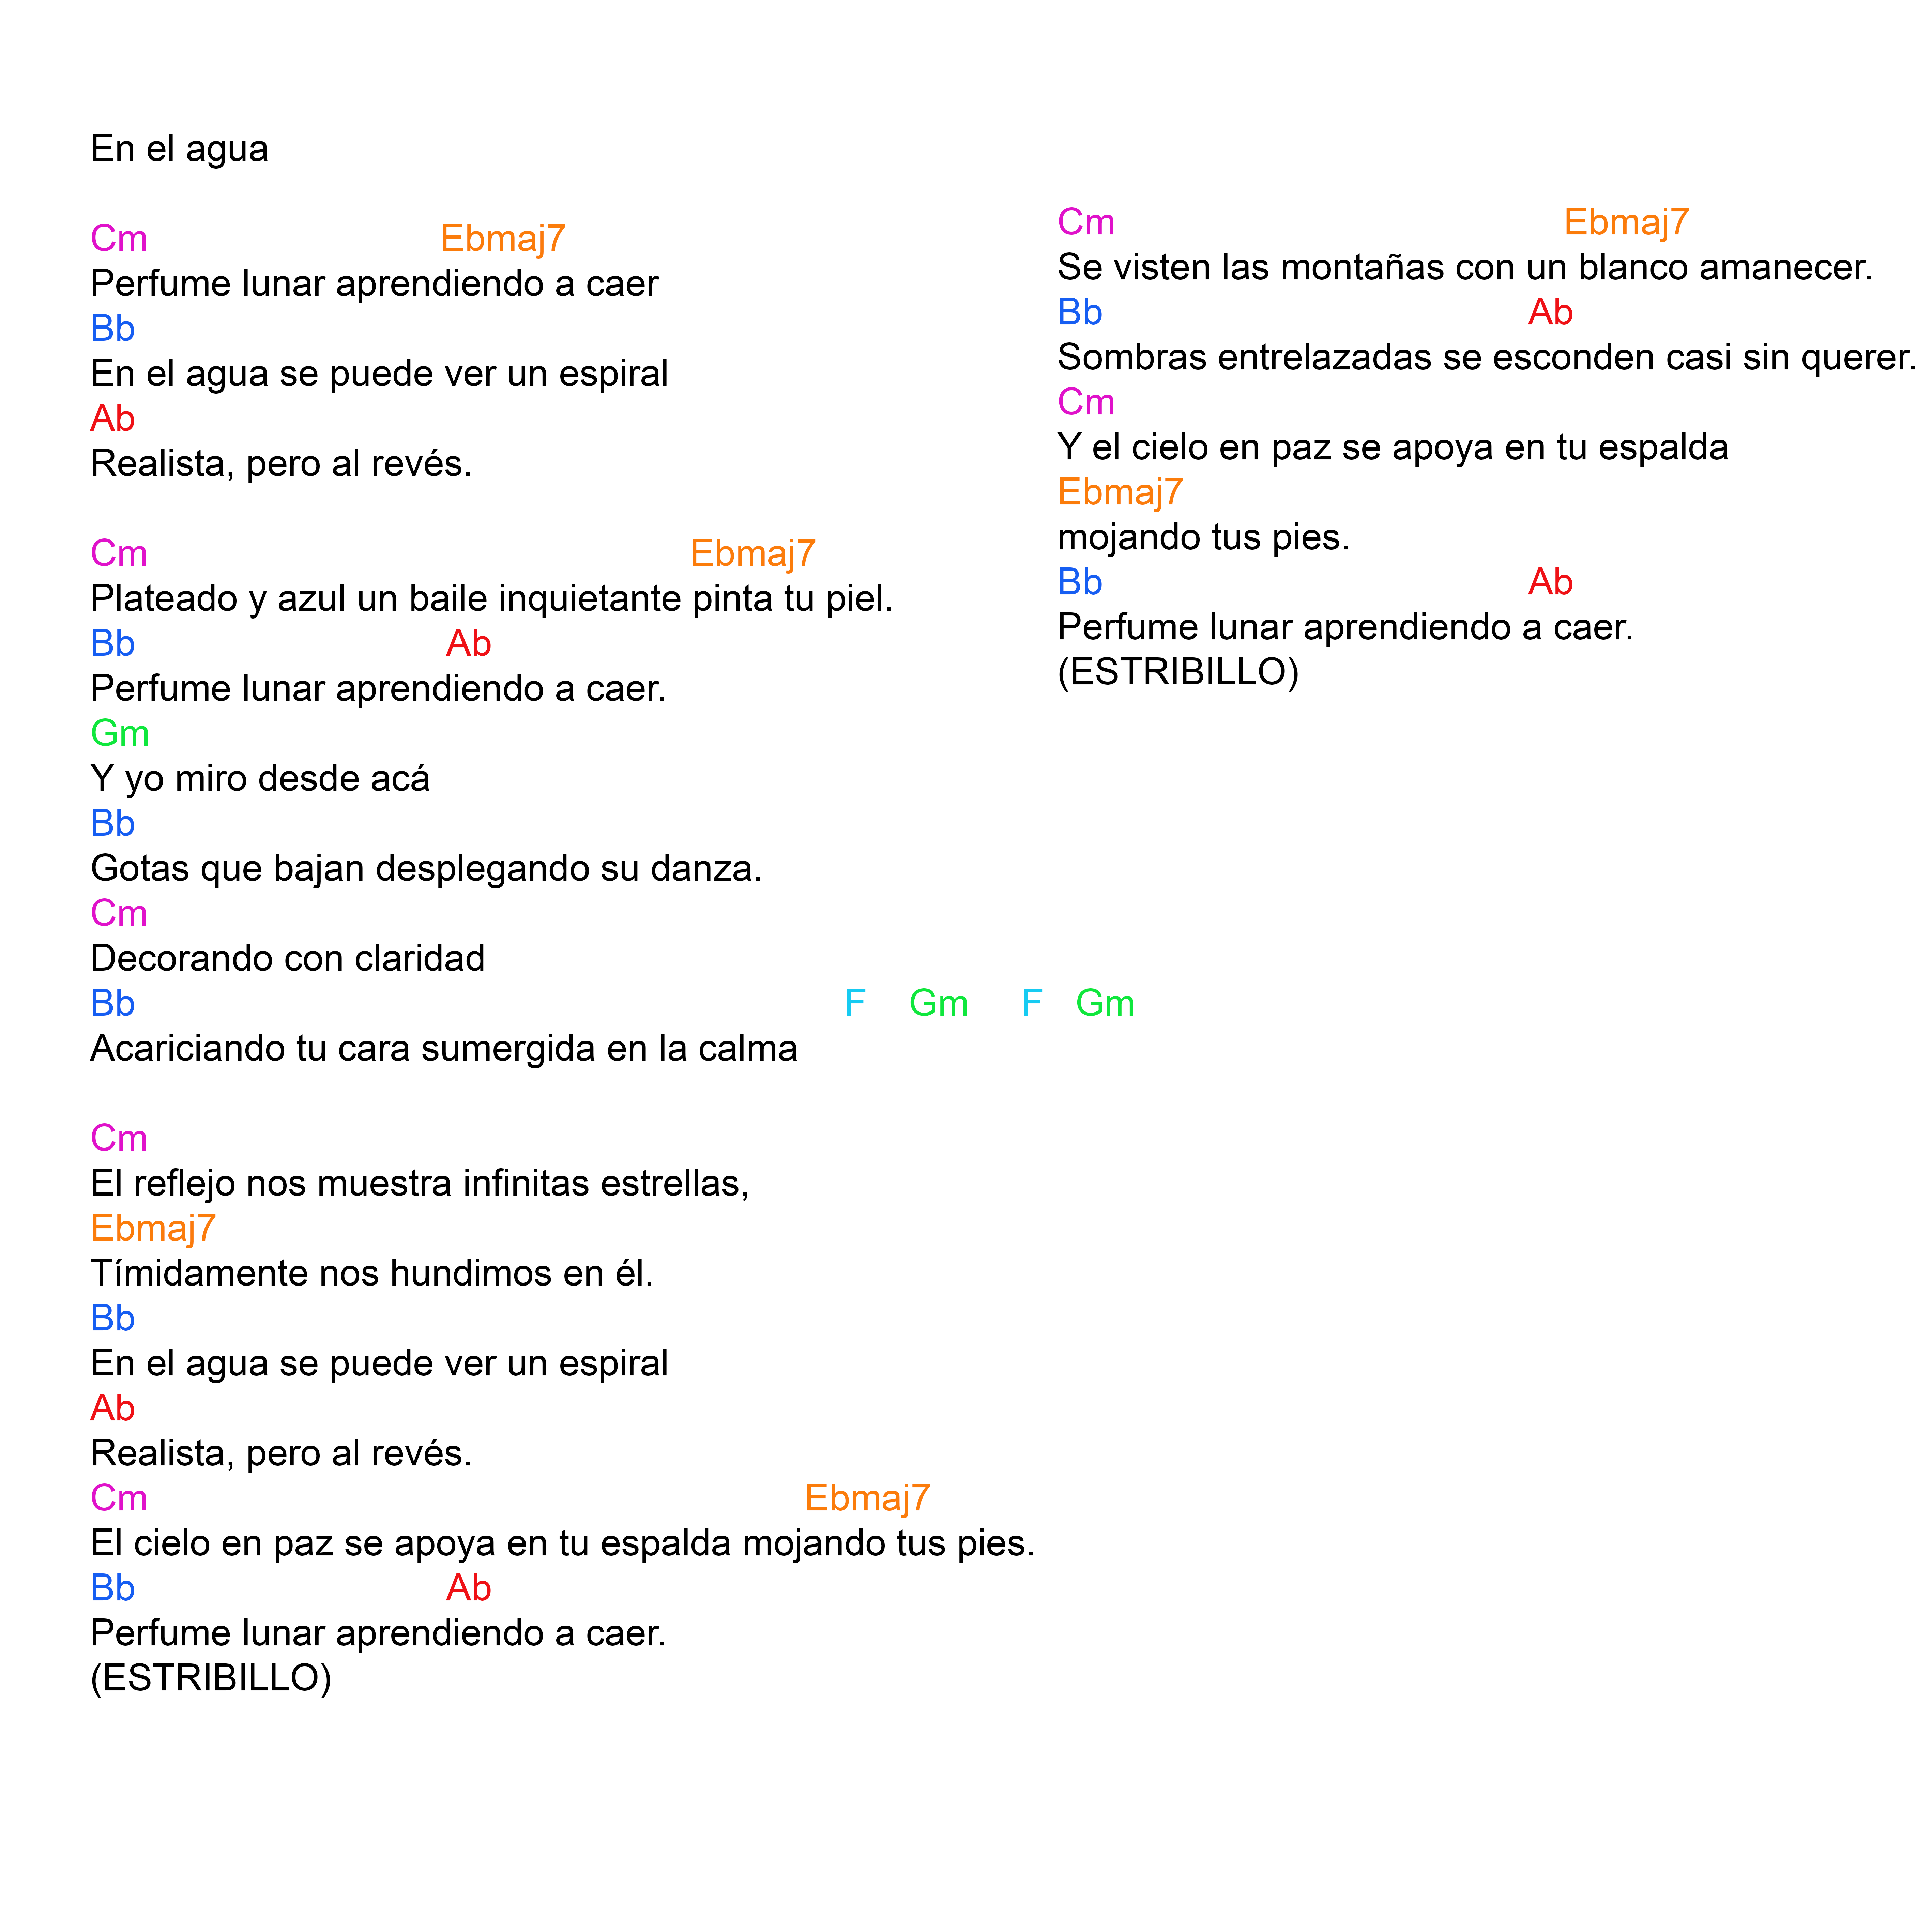 En el agua
Cm Ebmaj7
Perfume lunar aprendiendo a caer
Bb
En el agua se puede ver un espiral
Ab
Realista, pero al revés.
Cm Ebmaj7
Plateado y azul un baile inquietante pinta tu piel.
Bb Ab
Perfume lunar aprendiendo a caer.
Gm
Y yo miro desde acá
Bb
Gotas que bajan desplegando su danza.
Cm
Decorando con claridad
Bb F Gm F Gm
Acariciando tu cara sumergida en la calma
Cm
El reflejo nos muestra infinitas estrellas,
Ebmaj7
Tímidamente nos hundimos en él.
Bb
En el agua se puede ver un espiral
Ab
Realista, pero al revés.
Cm Ebmaj7
El cielo en paz se apoya en tu espalda mojando tus pies.
Bb Ab
Perfume lunar aprendiendo a caer.
(ESTRIBILLO)
Cm Ebmaj7
Se visten las montañas con un blanco amanecer.
Bb Ab
Sombras entrelazadas se esconden casi sin querer.
Cm
Y el cielo en paz se apoya en tu espalda
Ebmaj7
mojando tus pies.
Bb Ab
Perfume lunar aprendiendo a caer.
(ESTRIBILLO)